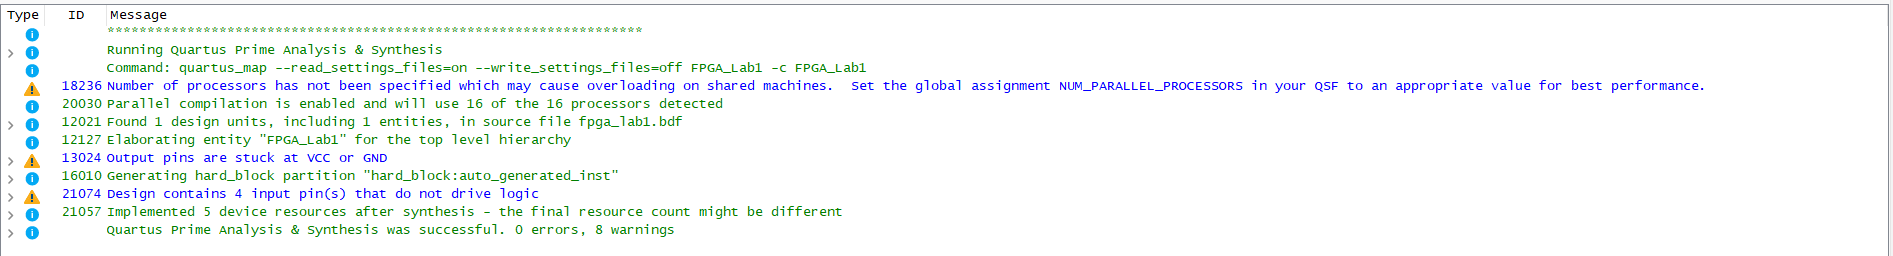 Type ID Message
*******************************************************************
Running Quartus Prime Analysis & Synthesis
Command: quartus_map --read_settings_files=on --write_settings_files=off FPGA_Lab1 -c FPGA_Lab1
18236 Number of processors has not been specified which may cause overloading on shared machines.  Set the global assignment NUM_PARALLEL_PROCESSORS in your QSF to an appropriate value for best performance.
20030 Parallel compilation is enabled and will use 16 of the 16 processors detected
12021 Found 1 design units, including 1 entities, in source file fpga_lab1.bdf
12127 Elaborating entity "FPGA_Lab1" for the top level hierarchy
13024 Output pins are stuck at VCC or GND
16010 Generating hard_block partition "hard_block:auto_generated_inst"
21074 Design contains 4 input pin(s) that do not drive logic
21057 Implemented 5 device resources after synthesis - the final resource count might be different
Quartus Prime Analysis & Synthesis was successful. 0 errors, 8 warnings